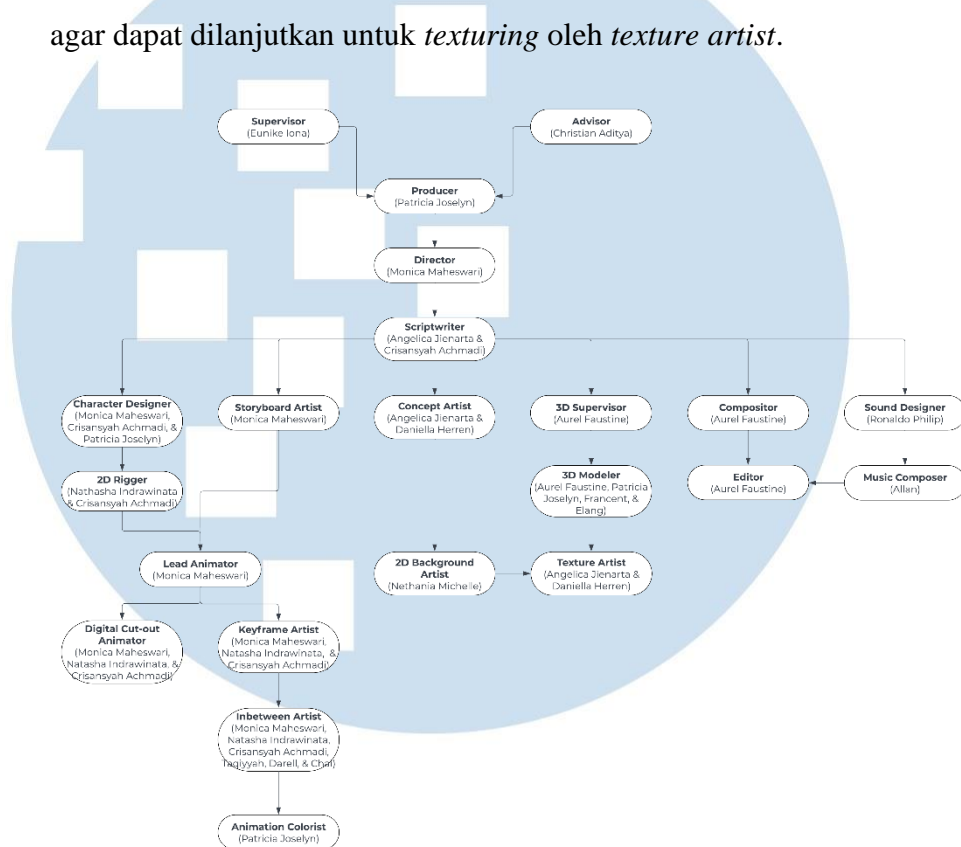 agar dapat dilanjutkan untuk texturing oleh texture artist.
Supervisor
(Eunike Iona)
Advisor
(Christian Aditya)
Producer
(Patricia Joselyn)
Director
(Monica Maheswari)
Scriptwriter
(Angelica Jienarta &
Crisansyah Achmadi)
Character Designer
(Monica Maheswari,
Crisansyah Achmadi, &
Patricia Joselyn)
Storyboard Artist
(Monica Maheswari)
Concept Artist
(Angelica Jienarta &
Daniella Herren)
3D Supervisor
(Aurel Faustine)
Compositor
(Aurel Faustine)
Sound Designer
(Ronaldo Philip)
2D Rigger
(Nathasha Indrawinata
& Crisansyah Achmadi)
3D Modeler
(Aurel Faustine, Patricia
Joselyn, Francent, &
Elang)
Editor
(Aurel Faustine)
Music Composer
(Allan)
Lead Animator
(Monica Maheswari)
2D Background
Artist
(Nethania Michelle)
Texture Artist
(Angelica Jienarta &
Daniella Herren)
Digital Cut-out
Animator
(Monica Maheswari,
Natasha Indrawinata, &
Crisansyah Achmadi)
Keyframe Artist
(Monica Maheswari,
Natasha Indrawinata, &
Crisansyah Achmadi)
Inbetween Artist
(Monica Maheswari,
Natasha Indrawinata,
Crisansyah Achmadi,
Taqiyyah, Darell, & Chal)
Animation Colorist
(Patricia Joselyn)